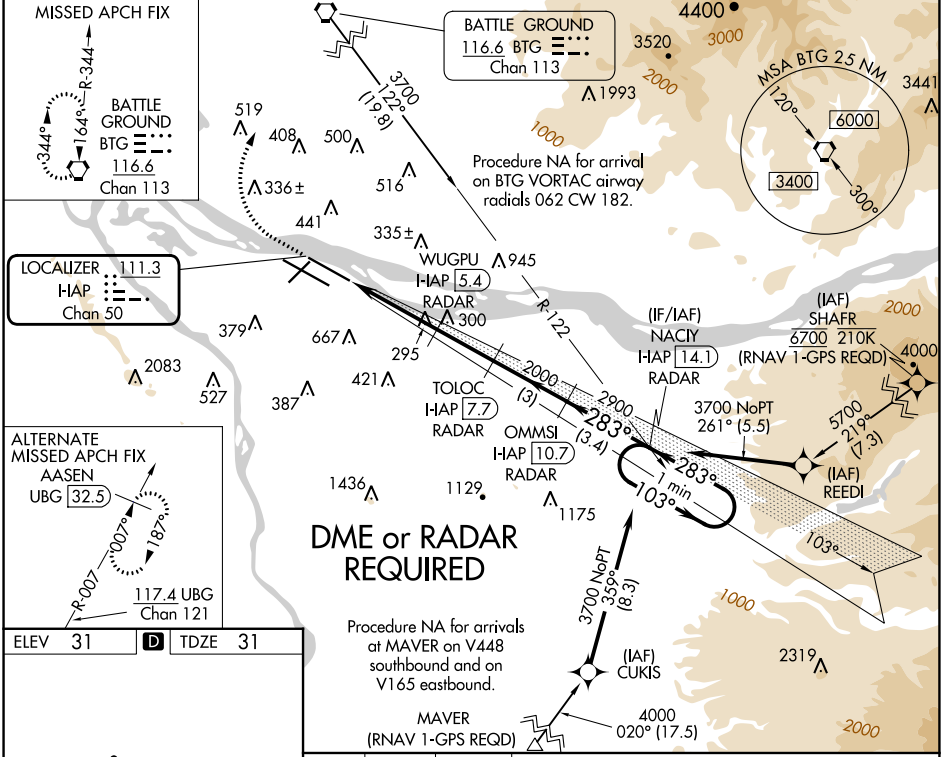 MISSED APCH FIX
R-344
344°
164°
BATTLE
GROUND
BTG
116.6
Chan 113
BATTLE GROUND
116.6 BTG
Chan 113
3700
122°
(19.8)
4400
3520
3000
2000
1000
1993
MSA BTG 25 NM
120°
6000
3400
300°
3441
519
408
500
336±
516
441
335±
945
Procedure NA for arrival
on BTG VORTAC airway
radials 062 CW 182.
R-122
LOCALIZER 111.3
I-IAP
Chan 50
WUGPU
I-IAP 5.4
RADAR
300
295
379
667
2083
527
387
421
TOLOC
I-IAP 7.7
RADAR
2000
(3)
OMMSI
I-IAP 10.7
RADAR
2900
283°
(3.4)
(IF/IAF)
NACIY
I-IAP 14.1
RADAR
(IAF)
SHAFR
6700 210K
(RNAV 1-GPS REQD)
2000
4000
3700 NoPT
261° (5.5)
5700
219°
(7.3)
(IAF)
REEDI
283°
1 min
103°
103°
ALTERNATE
MISSED APCH FIX
AASEN
UBG 32.5
007°
187°
R-007
117.4 UBG
Chan 121
1436
1129
1175
DME or RADAR
REQUIRED
3700 NoPT
359°
(8.3)
1000
Procedure NA for arrivals
at MAVER on V448
southbound and on
V165 eastbound.
(IAF)
CUKIS
2319
MAVER
(RNAV 1-GPS REQD)
4000
020° (17.5)
2000
ELEV 31
D
TDZE 31